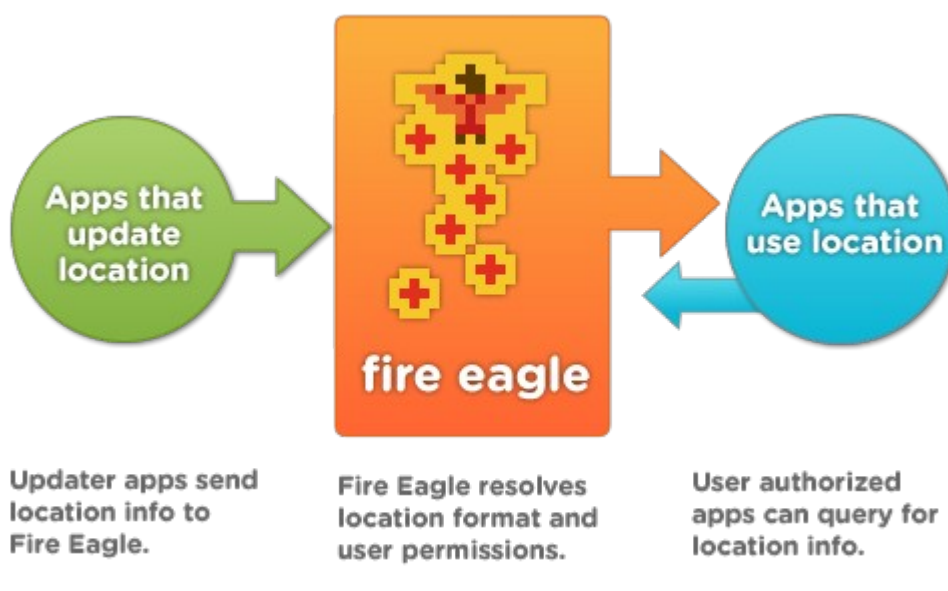 Apps that
update
location
fire eagle
Apps that
use location
Updater apps send
location info to
Fire Eagle.
Fire Eagle resolves
location format and
user permissions.
User authorized
apps can query for
location info.